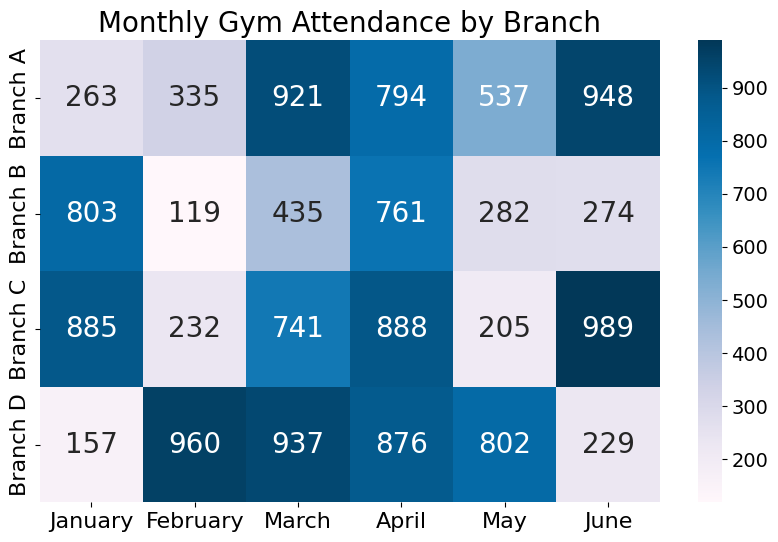 Monthly Gym Attendance by Branch
Branch A 263 335 921 794 537 948
Branch B 803 119 435 761 282 274
Branch C 885 232 741 888 205 989
Branch D 157 960 937 876 802 229
January February March April May June
900
800
700
600
500
400
300
200